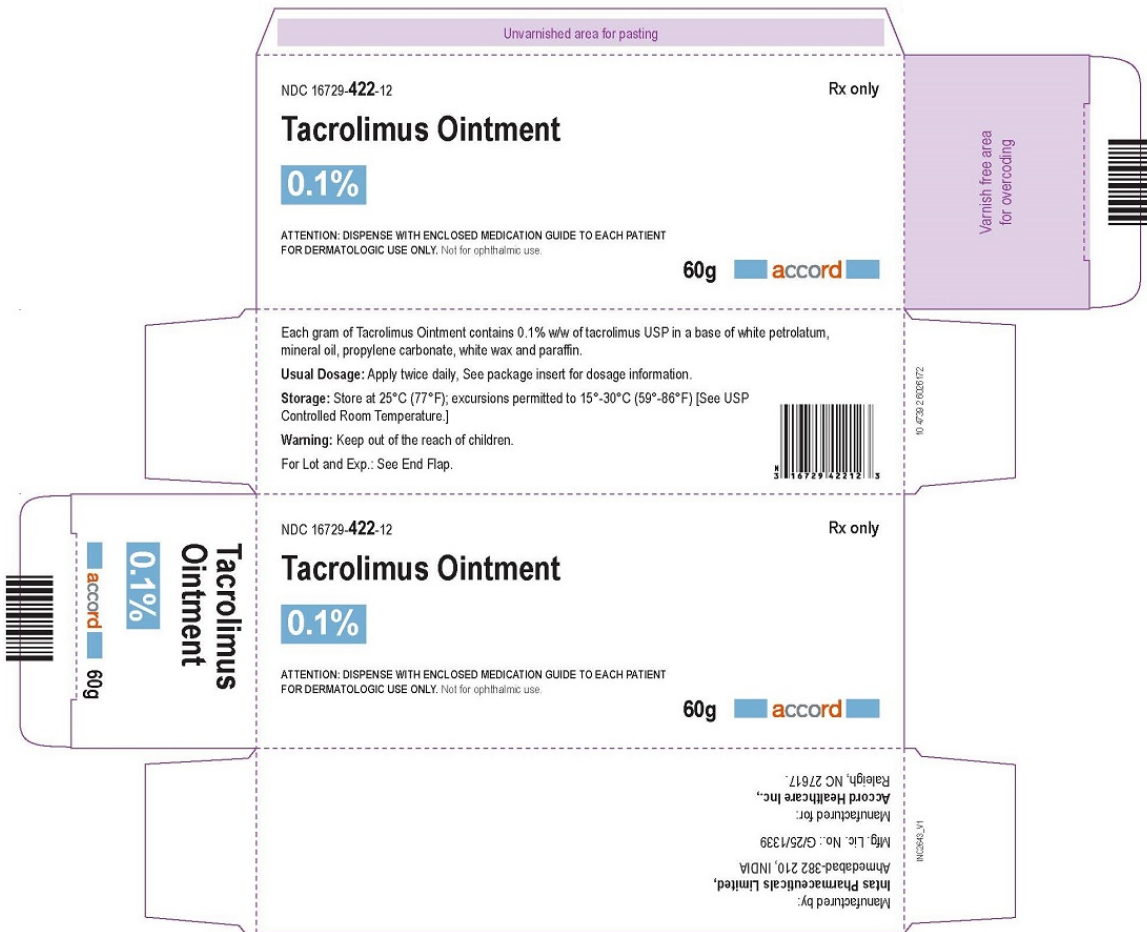 Unvarnished area for pasting
NDC 16729-422-12
Rx only
Tacrolimus Ointment
0.1%
ATTENTION: DISPENSE WITH ENCLOSED MEDICATION GUIDE TO EACH PATIENT
FOR DERMATOLOGIC USE ONLY. Not for ophthalmic use.
60g
accord
Varnish free area
for overcoding
Each gram of Tacrolimus Ointment contains 0.1% w/w of tacrolimus USP in a base of white petrolatum,
mineral oil, propylene carbonate, white wax and paraffin.
Usual Dosage: Apply twice daily, See package insert for dosage information.
Storage: Store at 25°C (77°F); excursions permitted to 15°-30°C (59°-86°F) [See USP
Controlled Room Temperature.]
Warning: Keep out of the reach of children.
For Lot and Exp.: See End Flap.
N
3 16729 42212 3
10 4739 2 6026172
Tacrolimus
Ointment
0.1%
accord
60g
NDC 16729-422-12
Rx only
Tacrolimus Ointment
0.1%
ATTENTION: DISPENSE WITH ENCLOSED MEDICATION GUIDE TO EACH PATIENT
FOR DERMATOLOGIC USE ONLY. Not for ophthalmic use.
60g
accord
Manufactured by:
Intas Pharmaceuticals Limited,
Ahmedabad-382 210, INDIA
Mfg. Lic. No.: G/25/1339
Manufactured for:
Accord Healthcare Inc.,
Raleigh, NC 27617.
INC2643_V1